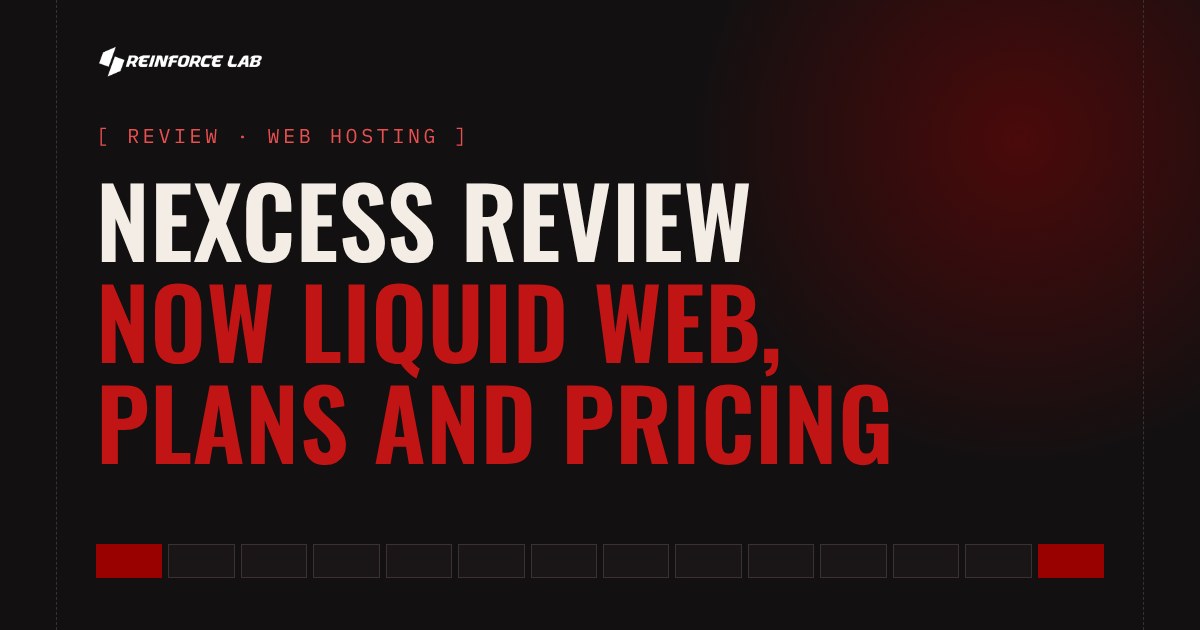 REINFORCE LAB
[ REVIEW · WEB HOSTING ]
NEXCESS REVIEW
NOW LIQUID WEB,
PLANS AND PRICING